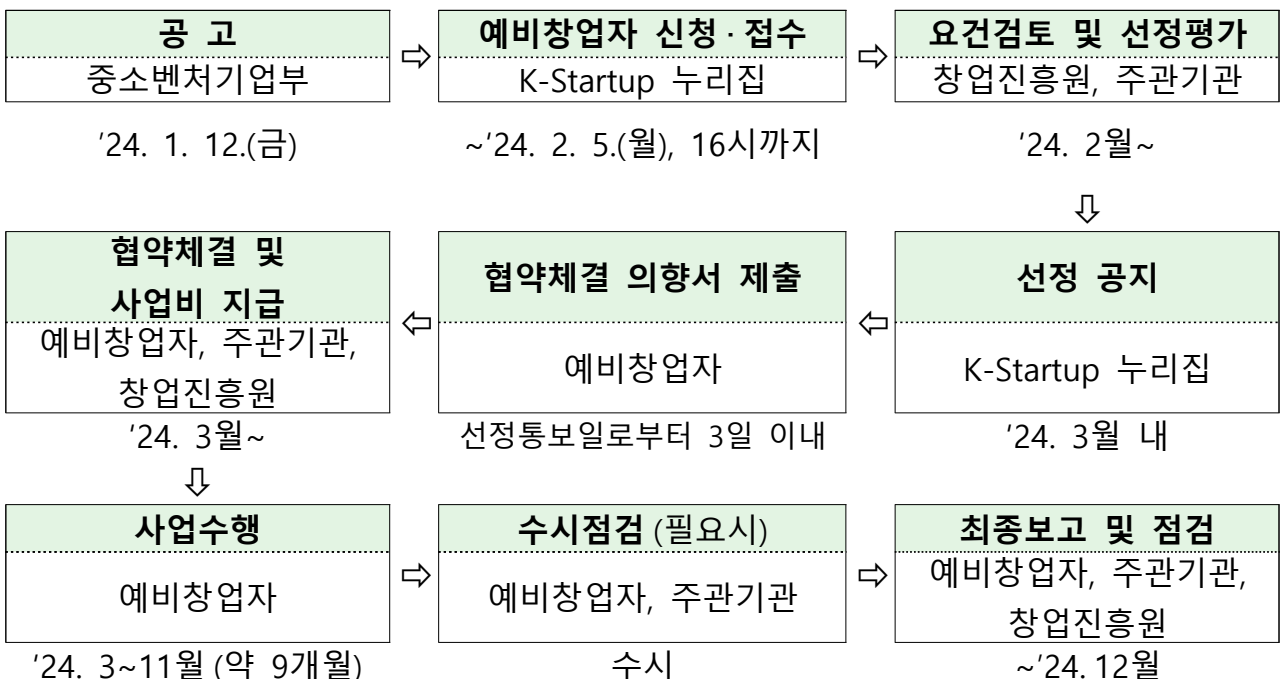 공 고
중소벤처기업부
'24. 1. 12.(금)
⇨
예비창업자 신청·접수
K-Startup 누리집
~'24. 2. 5.(월), 16시까지
⇨
요건검토 및 선정평가
창업진흥원, 주관기관
'24. 2월~
⇩
선정 공지
K-Startup 누리집
'24. 3월 내
⇦
협약체결 의향서 제출
예비창업자
선정통보일로부터 3일 이내
⇦
협약체결 및
사업비 지급
예비창업자, 주관기관,
창업진흥원
'24. 3월~
⇩
사업수행
예비창업자
'24. 3~11월 (약 9개월)
⇨
수시점검 (필요시)
예비창업자, 주관기관
수시
⇨
최종보고 및 점검
예비창업자, 주관기관,
창업진흥원
~'24. 12월